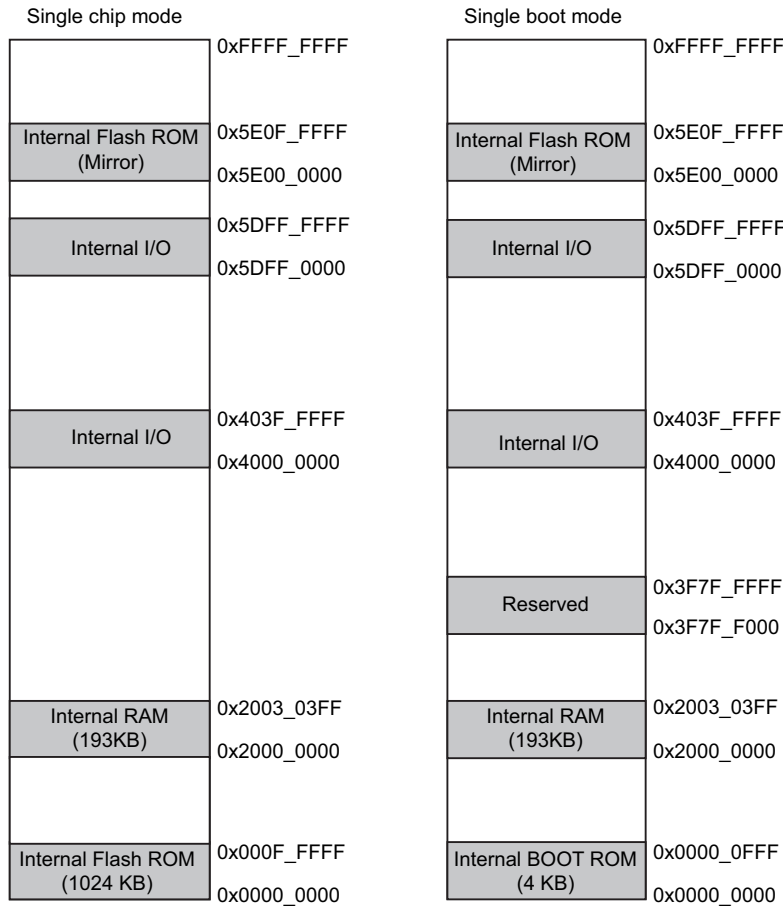 Single chip mode
0xFFFF_FFFF
Internal Flash ROM
(Mirror)
0x5E0F_FFFF
0x5E00_0000
Internal I/O
0x5DFF_FFFF
0x5DFF_0000
Internal I/O
0x403F_FFFF
0x4000_0000
Internal RAM
(193KB)
0x2003_03FF
0x2000_0000
Internal Flash ROM
(1024 KB)
0x000F_FFFF
0x0000_0000
Single boot mode
0xFFFF_FFFF
Internal Flash ROM
(Mirror)
0x5E0F_FFFF
0x5E00_0000
Internal I/O
0x5DFF_FFFF
0x5DFF_0000
Internal I/O
0x403F_FFFF
0x4000_0000
Reserved
0x3F7F_FFFF
0x3F7F_F000
Internal RAM
(193KB)
0x2003_03FF
0x2000_0000
Internal BOOT ROM
(4 KB)
0x0000_0FFF
0x0000_0000